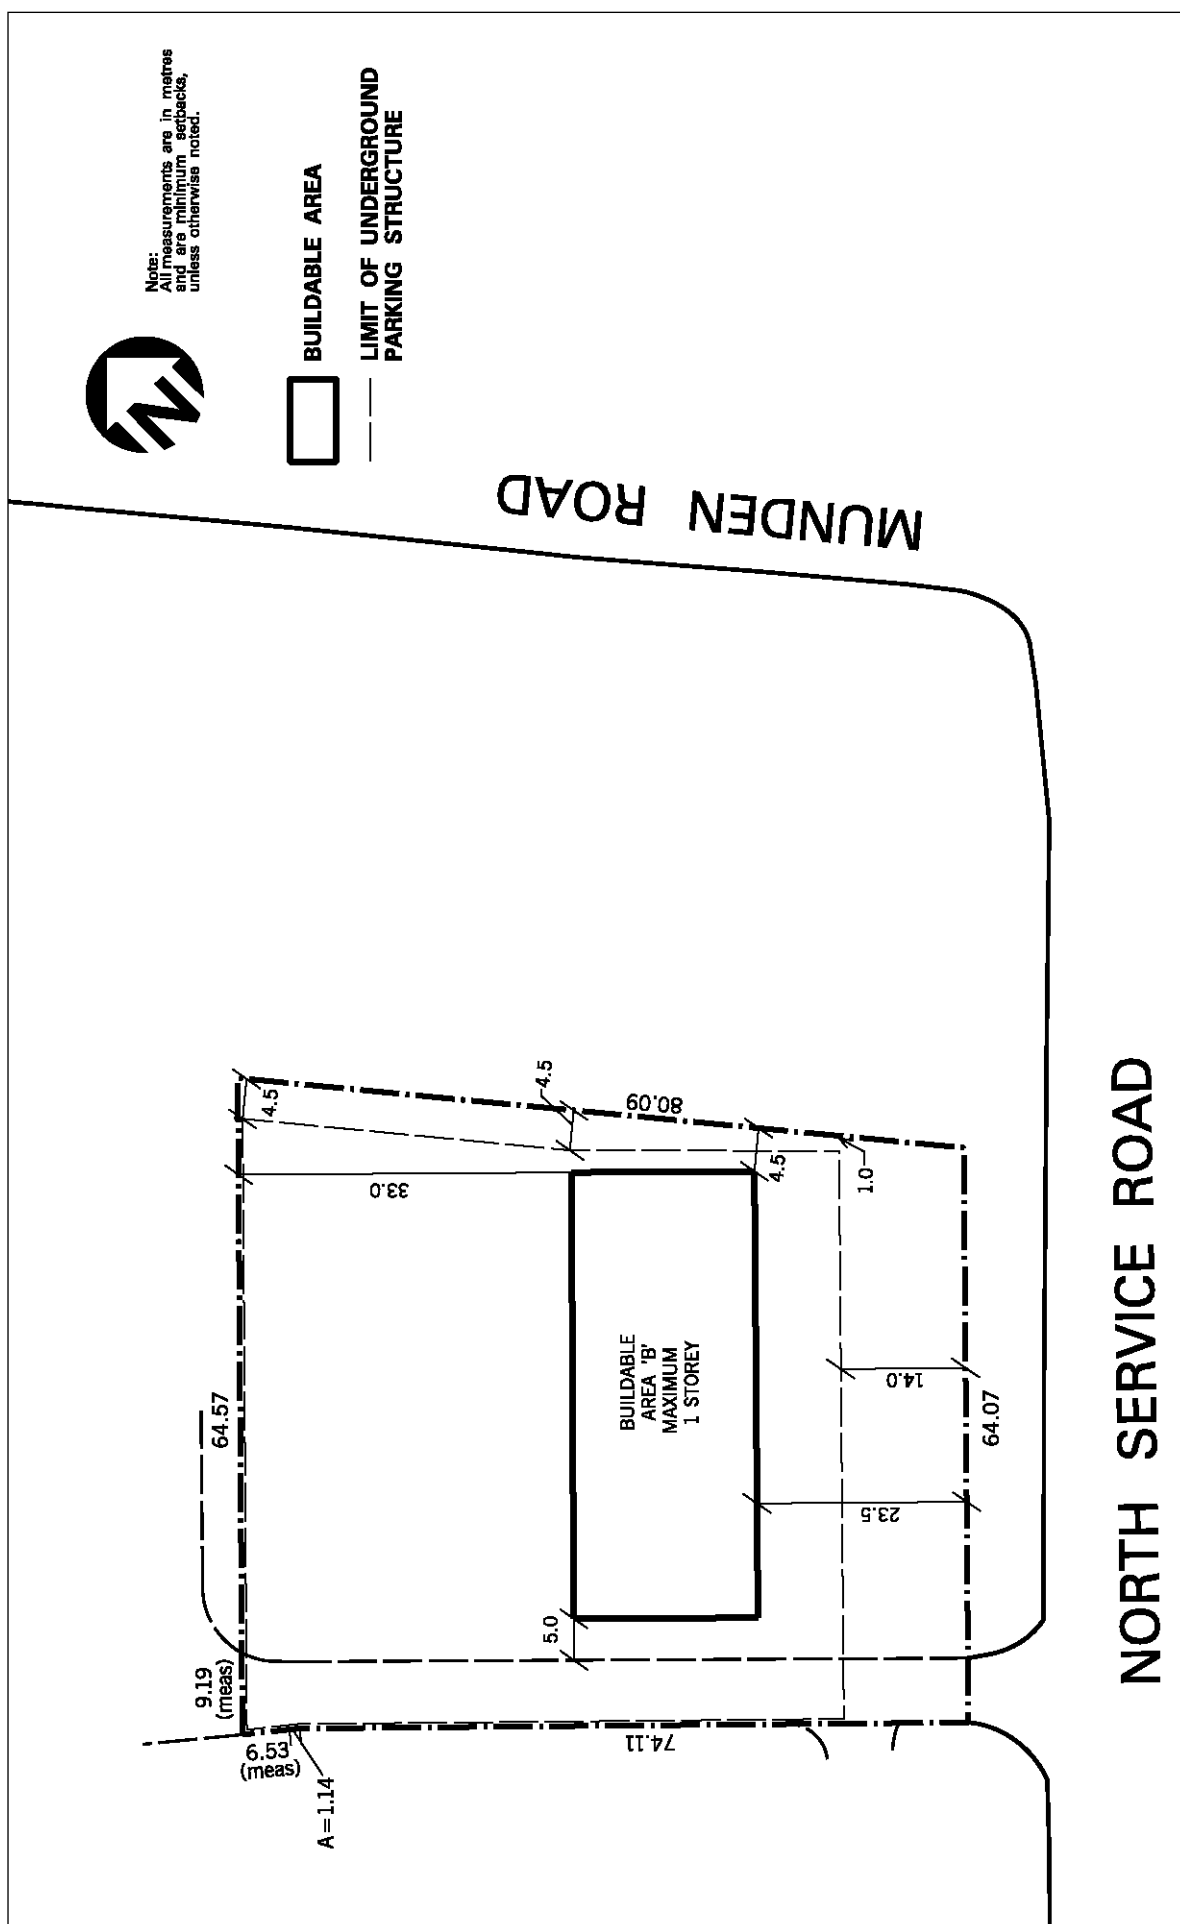 Note:
All measurements are in metres
and are minimum setbacks,
unless otherwise noted.
N
BUILDABLE AREA
LIMIT OF UNDERGROUND
PARKING STRUCTURE
MUNDEN ROAD
64.57
9.19
(meas)
6.53
(meas)
A=1.14
74.11
4.5
33.0
4.5
80.09
4.5
1.0
5.0
BUILDABLE
AREA 'B'
MAXIMUM
1 STOREY
14.0
23.5
64.07
NORTH SERVICE ROAD